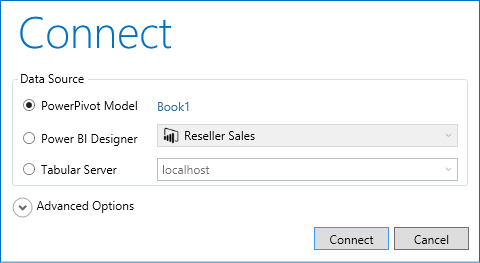 Connect
Data Source
PowerPivot Model Book1
Power BI Designer Reseller Sales
Tabular Server localhost
Advanced Options
Connect Cancel